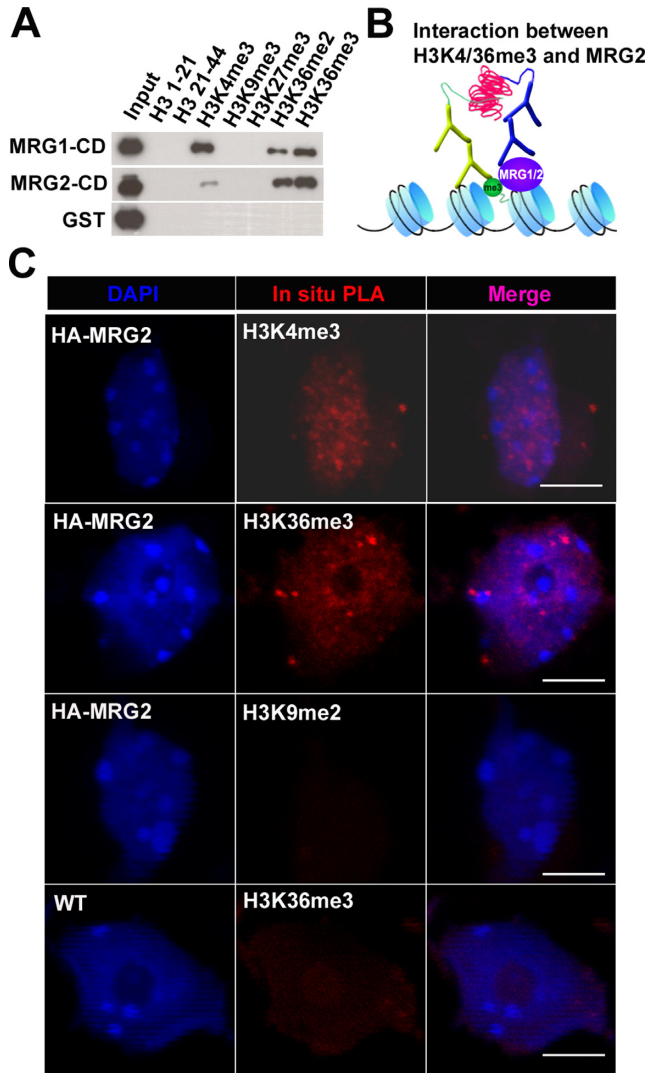 A
Input
H3 1-21
H3 21-44
H3K4me3
H3K9me3
H3K27me3
H3K36me2
H3K36me3
MRG1-CD
MRG2-CD
GST
B
Interaction between
H3K4/36me3 and MRG2
me3
MRG1/2
C
DAPI
In situ PLA
Merge
HA-MRG2
H3K4me3
HA-MRG2
H3K36me3
HA-MRG2
H3K9me2
WT
H3K36me3